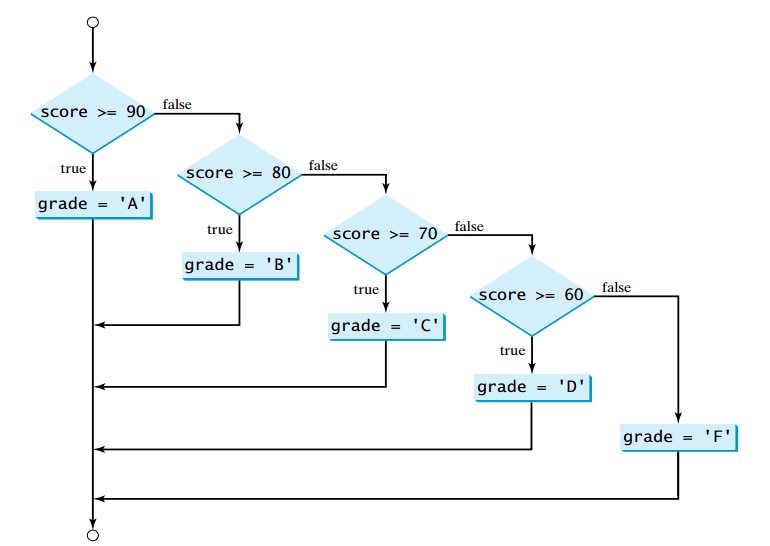 score >= 90
false
true
grade = 'A'
score >= 80
false
true
grade = 'B'
score >= 70
false
true
grade = 'C'
score >= 60
false
true
grade = 'D'
grade = 'F'